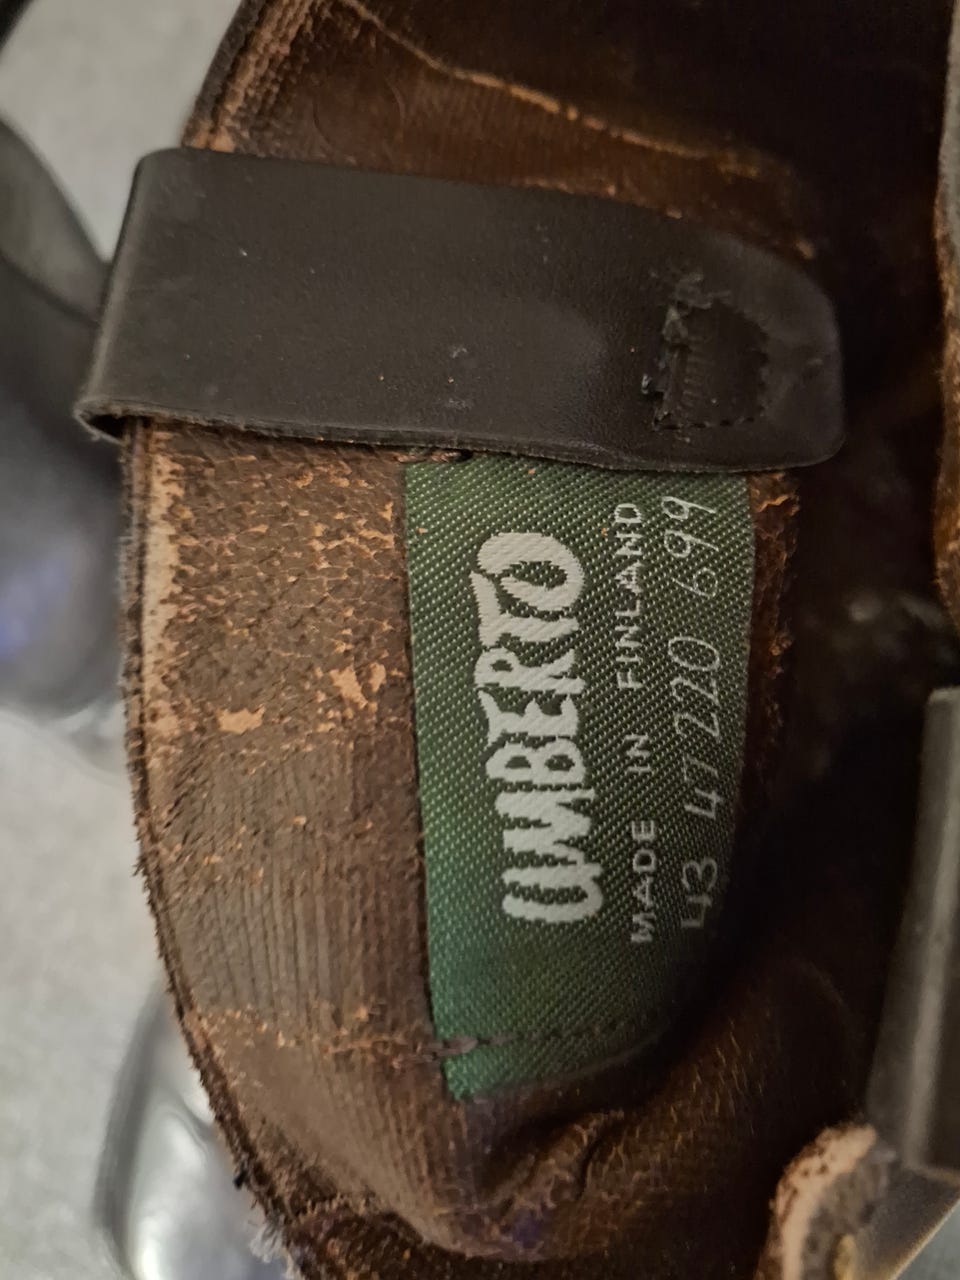 UMBERTO
MADE IN FINLAND
43 47220 699